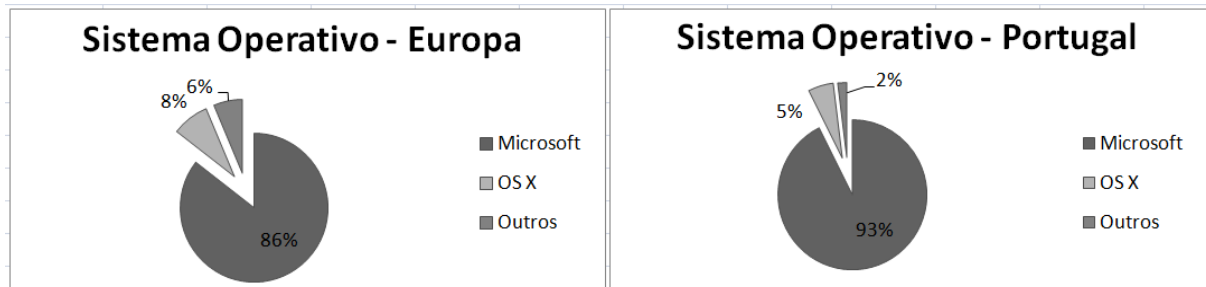 Sistema Operativo - Europa
6%
8%
Microsoft
OS X
Outros
86%
Sistema Operativo - Portugal
2%
5%
Microsoft
OS X
Outros
93%